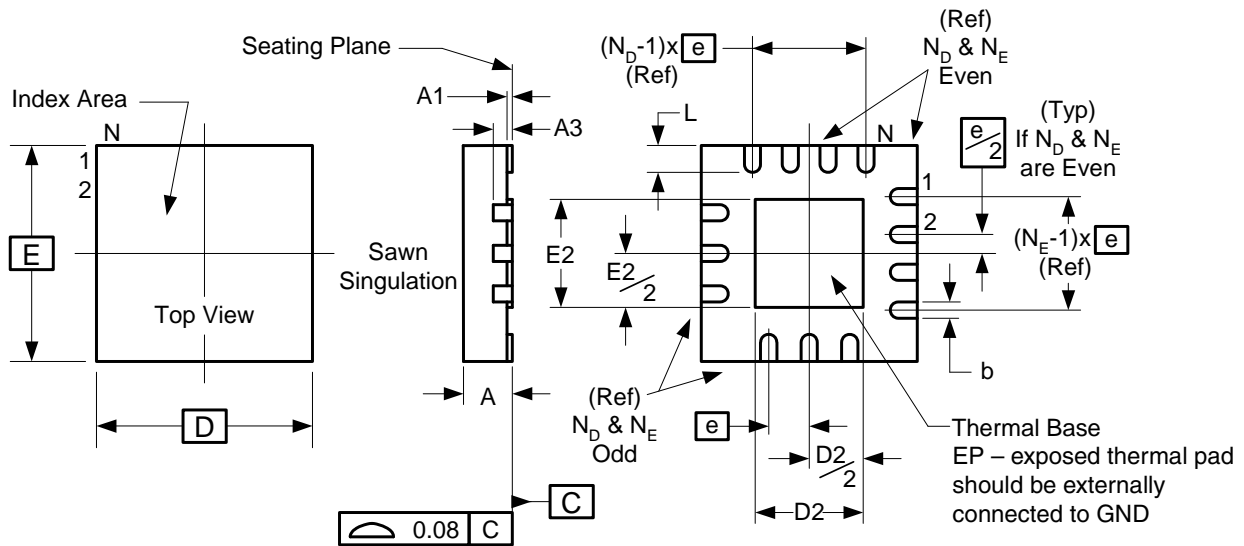 Seating Plane
Index Area
N
1
2
E
Top View
D
A1
A3
Sawn
Singulation
A
0.08 C
C
(N_D-1)x e
(Ref)
L
(Ref)
N_D & N_E
Even
N
e/2
(Typ)
If N_D & N_E
are Even
1
2
(N_E-1)x e
(Ref)
E2
E2/2
b
(Ref)
N_D & N_E
Odd
e
D2/2
D2
Thermal Base
EP – exposed thermal pad
should be externally
connected to GND